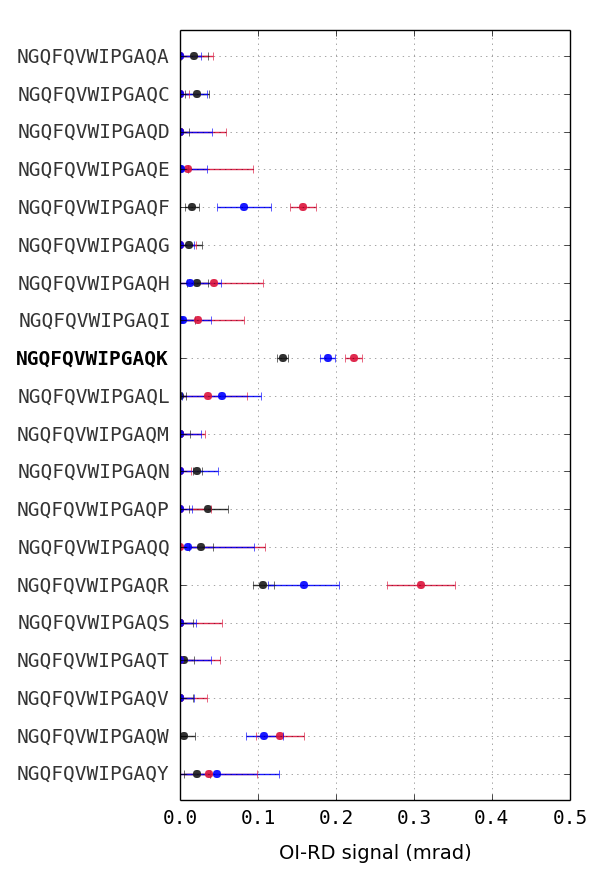 NGQFQVWIPGAQA
NGQFQVWIPGAQC
NGQFQVWIPGAQD
NGQFQVWIPGAQE
NGQFQVWIPGAQF
NGQFQVWIPGAQG
NGQFQVWIPGAQH
NGQFQVWIPGAQI
NGQFQVWIPGAQK
NGQFQVWIPGAQL
NGQFQVWIPGAQM
NGQFQVWIPGAQN
NGQFQVWIPGAQP
NGQFQVWIPGAQQ
NGQFQVWIPGAQR
NGQFQVWIPGAQS
NGQFQVWIPGAQT
NGQFQVWIPGAQV
NGQFQVWIPGAQW
NGQFQVWIPGAQY
0.0 0.1 0.2 0.3 0.4 0.5
OI-RD signal (mrad)